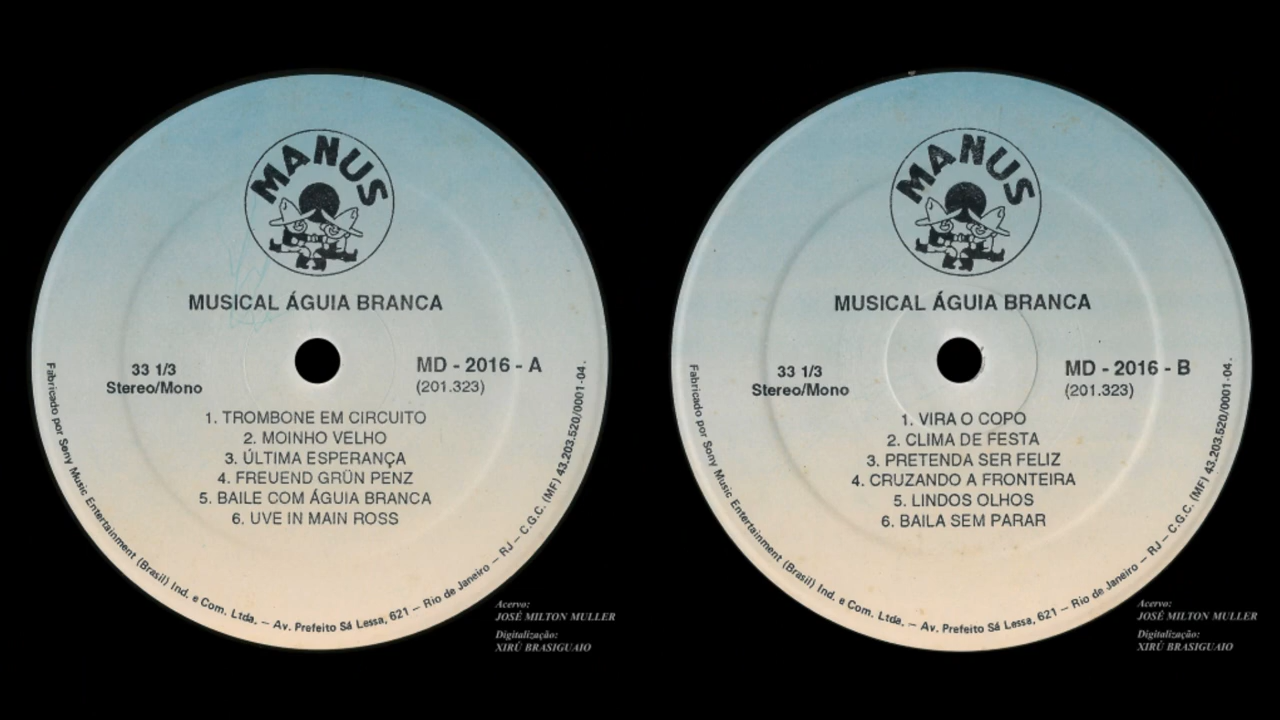 MANUS
MUSICAL ÁGUIA BRANCA
33 1/3
Stereo/Mono
MD - 2016 - A
(201.323)
1. TROMBONE EM CIRCUITO
2. MOINHO VELHO
3. ÚLTIMA ESPERANÇA
4. FREUEND GRÜN PENZ
5. BAILE COM ÁGUIA BRANCA
6. UVE IN MAIN ROSS
Fabricado por Sony Music Entertainment (Brasil) Ind. e Com. Ltda. – Av. Prefeito Sá Lessa, 621 – Rio de Janeiro – RJ – C.G.C. (MF) 43.203.520/0001-04.
Acervo:
JOSÉ MILTON MULLER
Digitalização:
XIRÚ BRASIGUAIO
MANUS
MUSICAL ÁGUIA BRANCA
33 1/3
Stereo/Mono
MD - 2016 - B
(201.323)
1. VIRA O COPO
2. CLIMA DE FESTA
3. PRETENDA SER FELIZ
4. CRUZANDO A FRONTEIRA
5. LINDOS OLHOS
6. BAILA SEM PARAR
Fabricado por Sony Music Entertainment (Brasil) Ind. e Com. Ltda. – Av. Prefeito Sá Lessa, 621 – Rio de Janeiro – RJ – C.G.C. (MF) 43.203.520/0001-04.
Acervo:
JOSÉ MILTON MULLER
Digitalização:
XIRÚ BRASIGUAIO